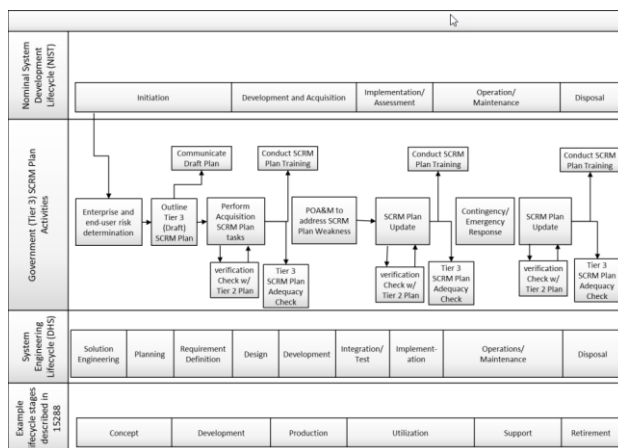 Nominal System
Development
Lifecycle (NIST)
Initiation
Development and Acquisition
Implementation/
Assessment
Operation/
Maintenance
Disposal
Government (Tier 3) SCRM Plan
Activities
Communicate
Draft Plan
Conduct SCRM
Plan Training
Conduct SCRM
Plan Training
Conduct SCRM
Plan Training
Enterprise and
end-user risk
determination
Outline
Tier 3
(Draft)
SCRM Plan
Perform
Acquisition
SCRM Plan
tasks
POA&M to
address SCRM
Plan Weakness
SCRM Plan
Update
Contingency/
Emergency
Response
SCRM Plan
Update
verification
Check w/
Tier 2 Plan
Tier 3
SCRM Plan
Adequacy
Check
verification
Check w/
Tier 2 Plan
Tier 3
SCRM Plan
Adequacy
Check
verification
Check w/
Tier 2 Plan
Tier 3
SCRM Plan
Adequacy
Check
System
Engineering
Lifecycle (DHS)
Solution
Engineering
Planning
Requirement
Definition
Design
Development
Integration/
Test
Implement-
ation
Operations/
Maintenance
Disposal
Example
lifecycle stages
described in
15288
Concept
Development
Production
Utilization
Support
Retirement